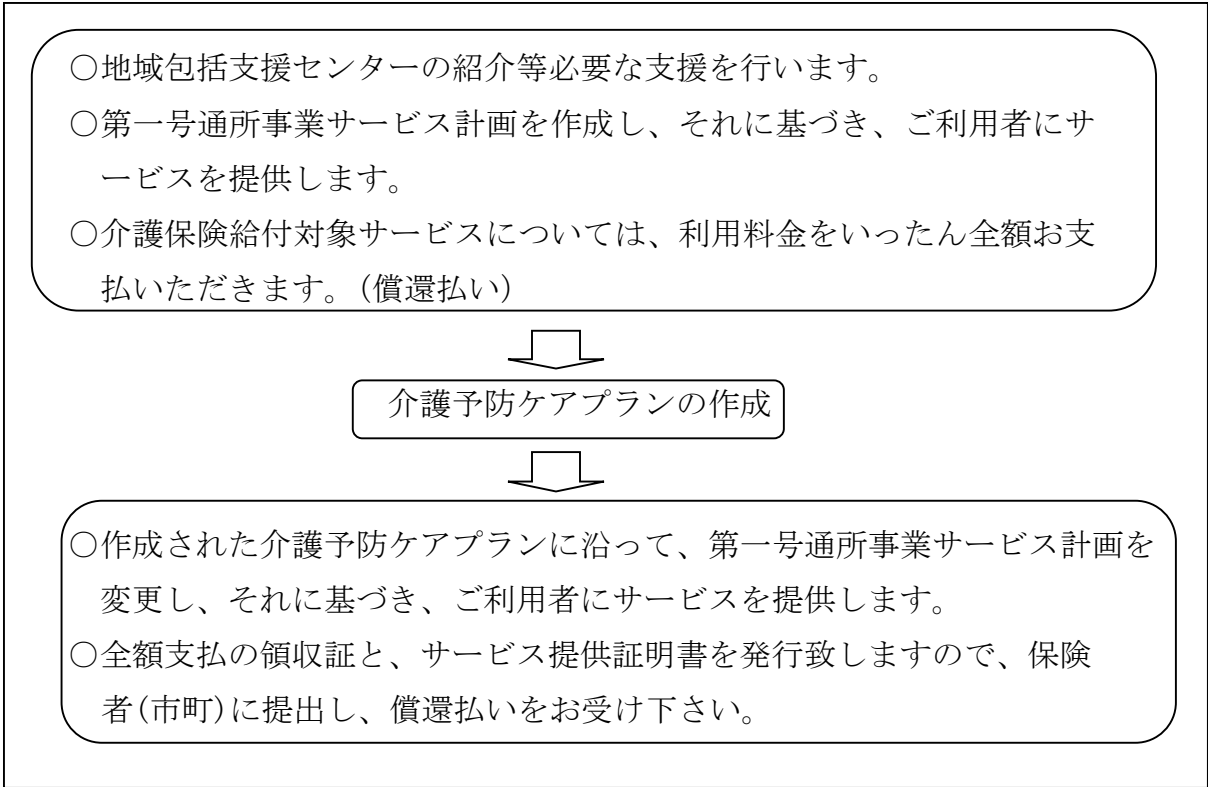 ○地域包括支援センターの紹介等必要な支援を行います。
○第一号通所事業サービス計画を作成し、それに基づき、ご利用者にサ
ービスを提供します。
○介護保険給付対象サービスについては、利用料金をいったん全額お支
払いただきます。(償還払い)
介護予防ケアプランの作成
○作成された介護予防ケアプランに沿って、第一号通所事業サービス計画を
変更し、それに基づき、ご利用者にサービスを提供します。
○全額支払の領収証と、サービス提供証明書を発行致しますので、保険
者(市町)に提出し、償還払いをお受け下さい。